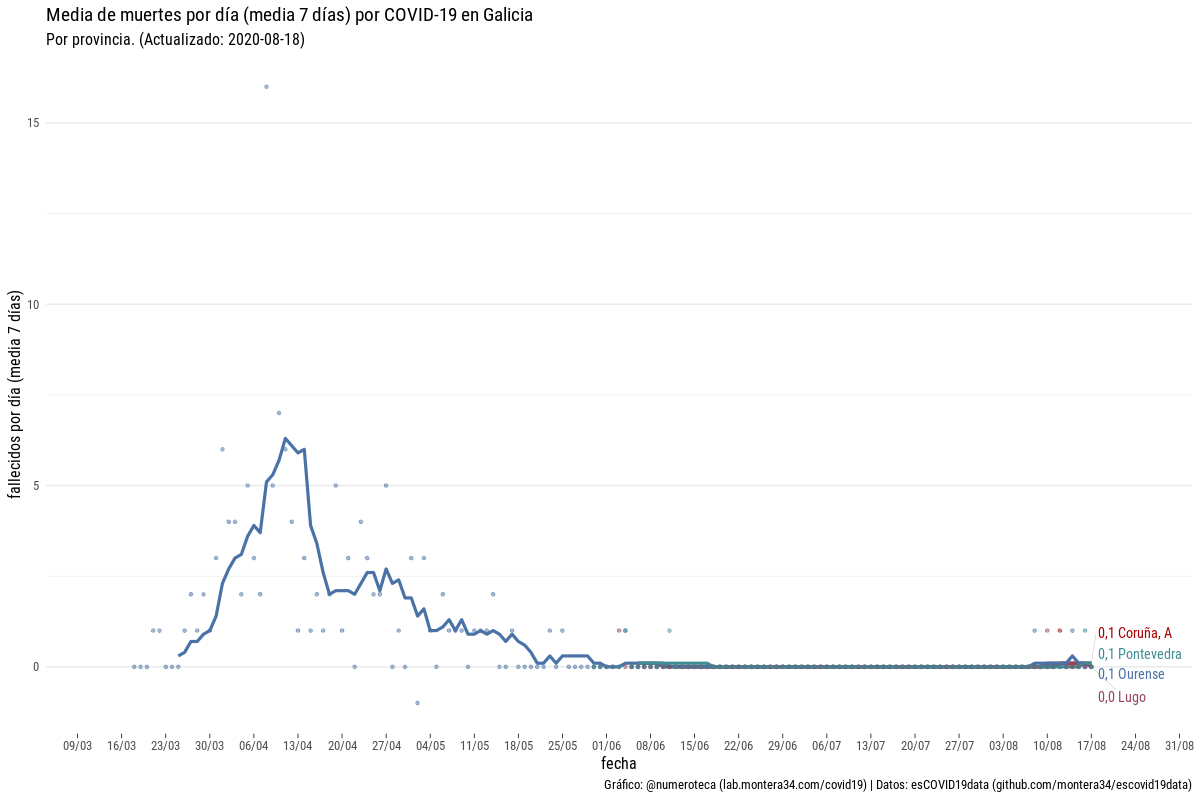 Media de muertes por día (media 7 días) por COVID-19 en Galicia
Por provincia. (Actualizado: 2020-08-18)
fallecidos por día (media 7 días)
15
10
5
0
0,1 Coruña, A
0,1 Pontevedra
0,1 Ourense
0,0 Lugo
09/03 16/03 23/03 30/03 06/04 13/04 20/04 27/04 04/05 11/05 18/05 25/05 01/06 08/06 15/06 22/06 29/06 06/07 13/07 20/07 27/07 03/08 10/08 17/08 24/08 31/08
fecha
Gráfico: @numeroteca (lab.montera34.com/covid19) | Datos: esCOVID19data (github.com/montera34/escovid19data)